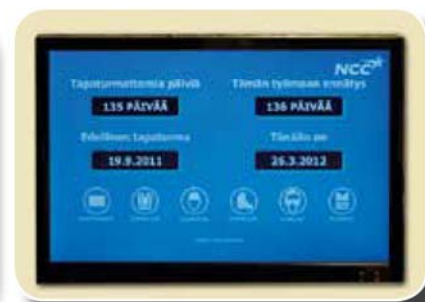 NCC
Tapaturmattomia päiviä
Tämän työmaan ennätys
135 PÄIVÄÄ
136 PÄIVÄÄ
Edellinen tapaturma
Tänään on
19.9.2011
26.3.2012